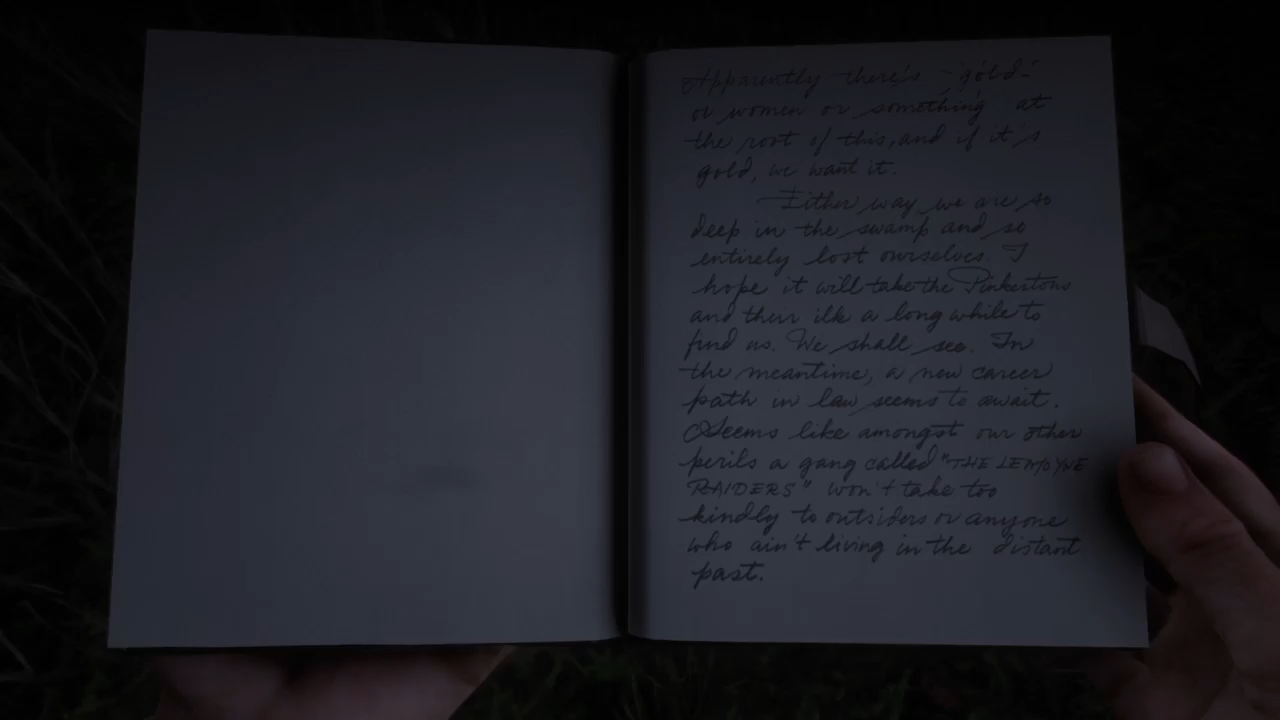 Apparently there's - gold -
or women or something at
the root of this, and if it's
gold, we want it.
Either way we are so
deep in the swamp and so
entirely lost ourselves. I
hope it will take the Pinkertons
and their ilk a long while to
find us. We shall see. In
the meantime, a new career
path in law seems to await.
Seems like amongst our other
perils a gang called "THE LEMOYNE
RAIDERS" won't take too
kindly to outsiders or anyone
who ain't living in the distant
past.